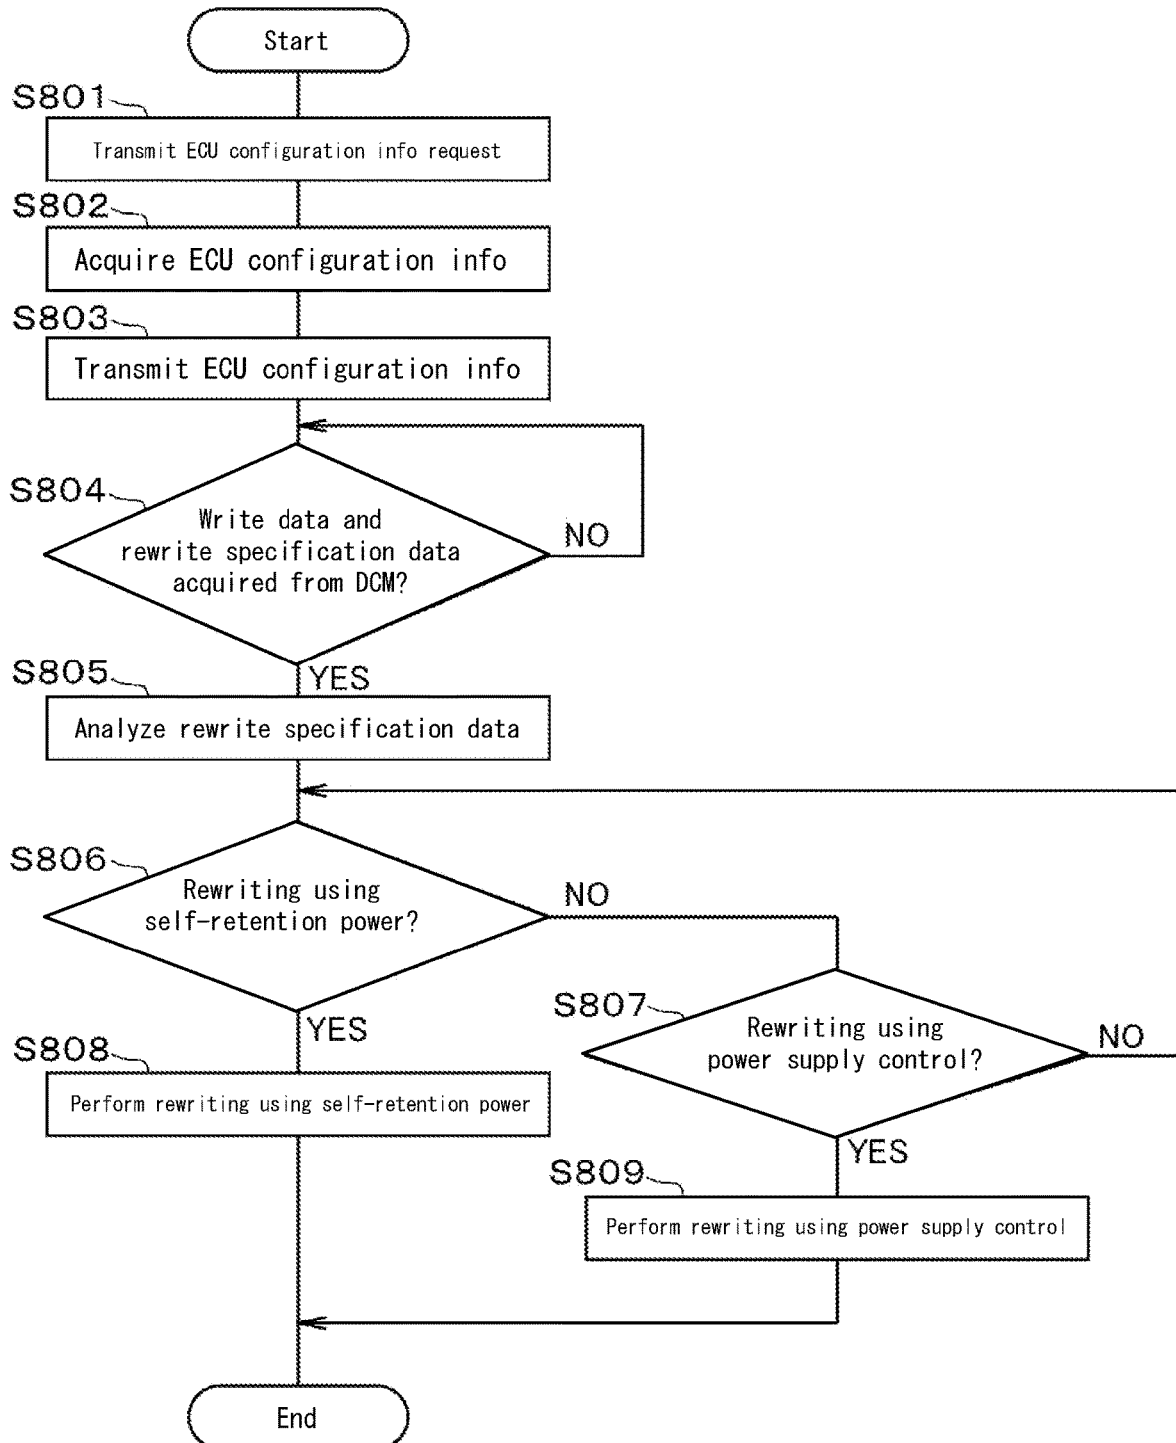 Start
S801
Transmit ECU configuration info request
S802
Acquire ECU configuration info
S803
Transmit ECU configuration info
S804
Write data and
rewrite specification data
acquired from DCM?
NO
YES
S805
Analyze rewrite specification data
S806
Rewriting using
self-retention power?
NO
YES
S807
Rewriting using
power supply control?
NO
YES
S808
Perform rewriting using self-retention power
S809
Perform rewriting using power supply control
End